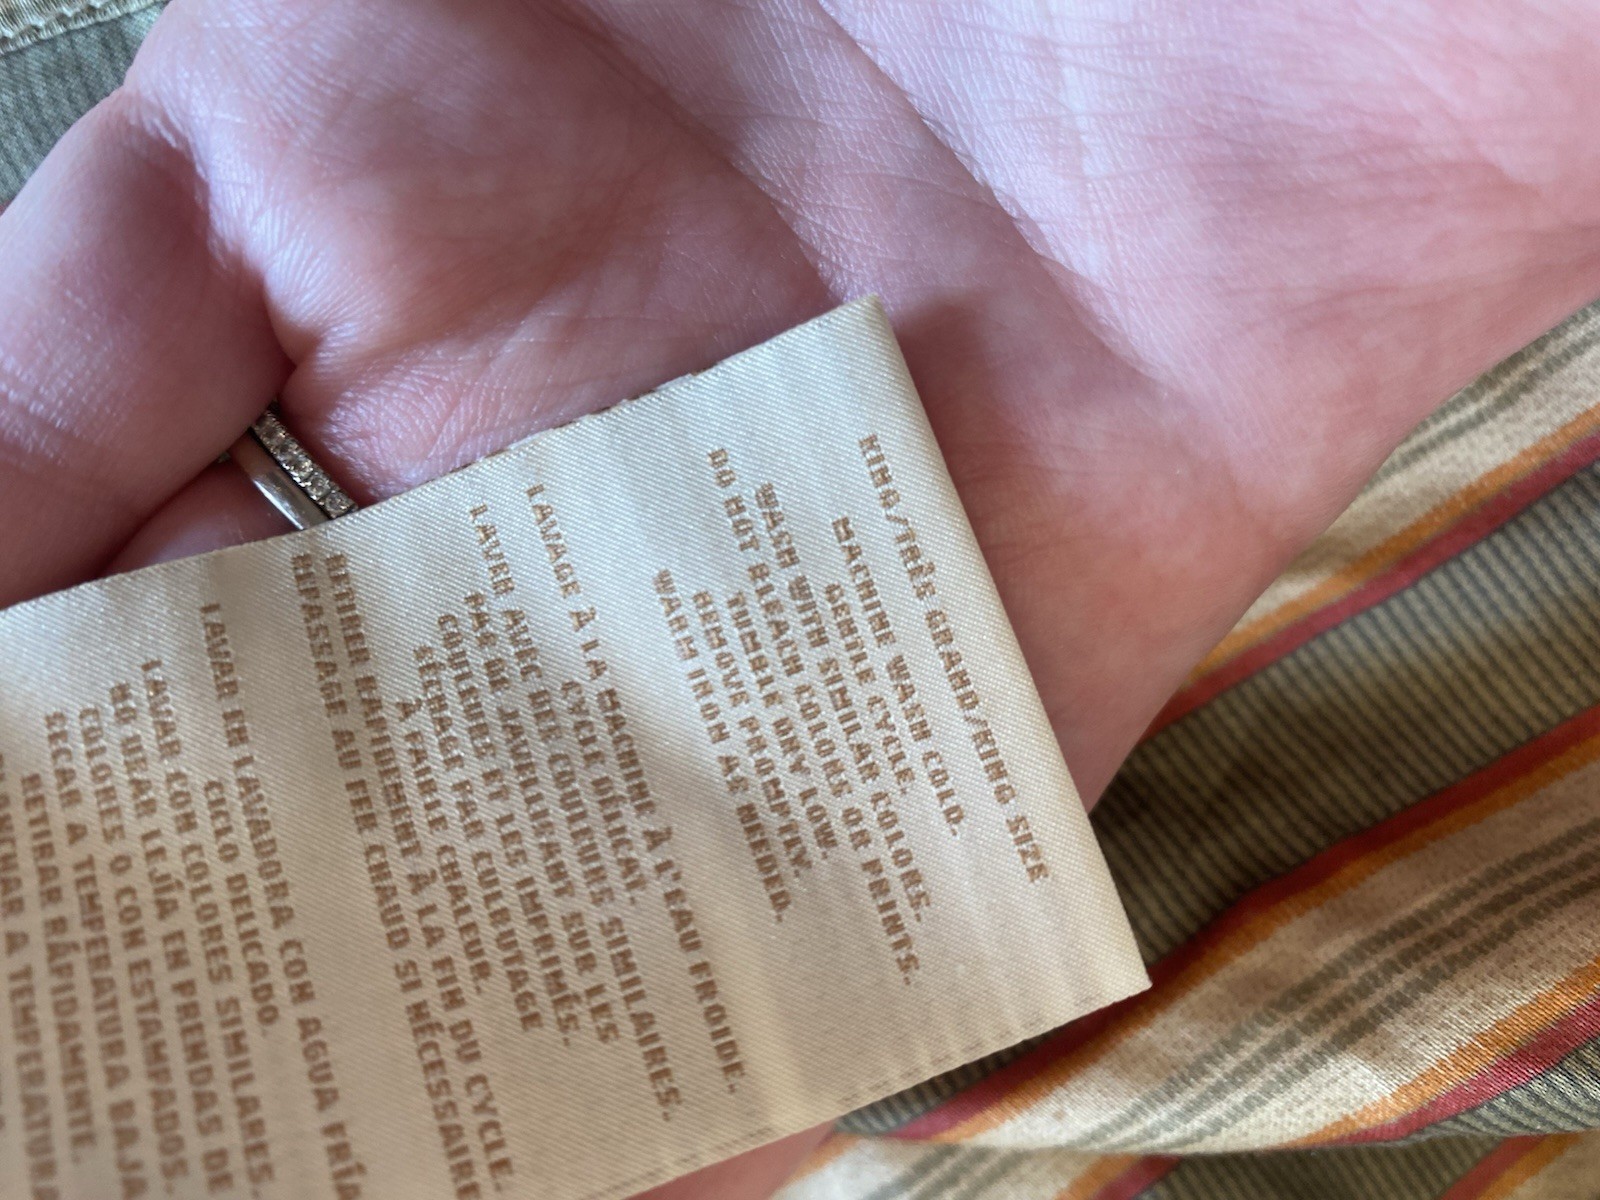 KING/TRÈS GRAND/KING SIZE
MACHINE WASH COLD.
GENTLE CYCLE.
WASH WITH SIMILAR COLORS.
DO NOT BLEACH COLORS OR PRINTS.
TUMBLE DRY LOW.
REMOVE PROMPTLY.
WARM IRON AS NEEDED.
LAVAGE À LA MACHINE À L'EAU FROIDE.
CYCLE DÉLICAT.
LAVER AVEC DES COULEURS SIMILAIRES.
PAS DE JAVELLISANT SUR LES
COULEURS ET LES IMPRIMÉS.
SÉCHAGE PAR CULBUTAGE
À FAIBLE CHALEUR.
RETIRER RAPIDEMENT À LA FIN DU CYCLE.
REPASSAGE AU FER CHAUD SI NÉCESSAIRE
LAVAR EN LAVADORA CON AGUA FRÍA
CICLO DELICADO.
LAVAR CON COLORES SIMILARES.
NO USAR LEJÍA EN PRENDAS DE
COLORES O CON ESTAMPADOS.
SECAR A TEMPERATURA BAJA
RETIRAR RÁPIDAMENTE.
A TEMPERATURA